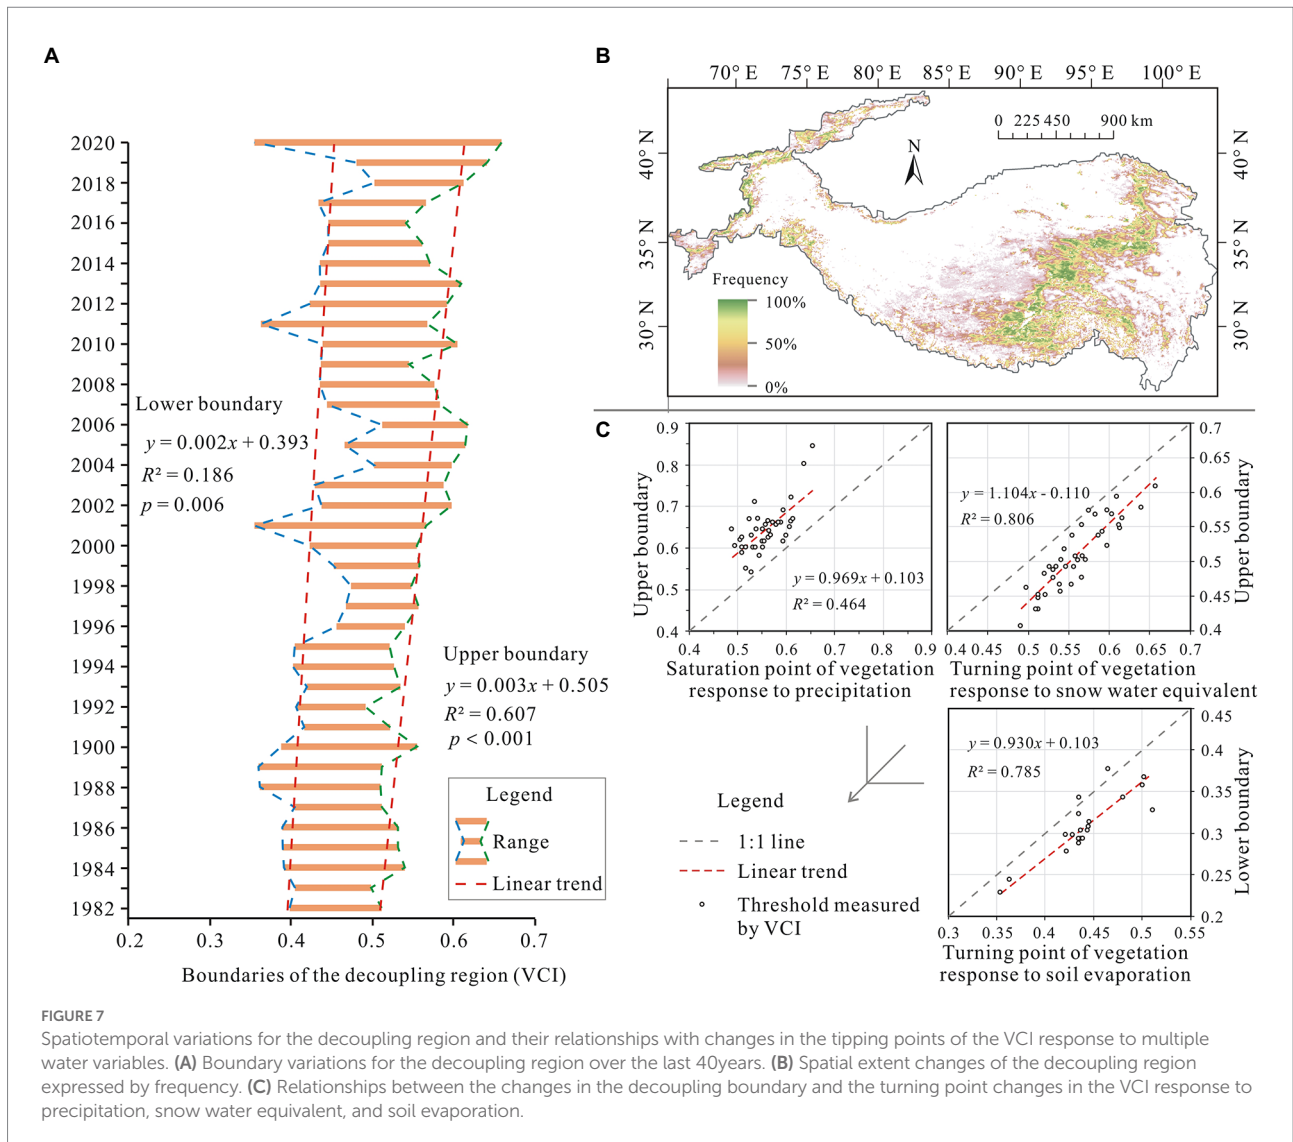 A
2020
2018
2016
2014
2012
2010
2008
2006
2004
2002
2000
1998
1996
1994
1992
1900
1988
1986
1984
1982
0.2 0.3 0.4 0.5 0.6 0.7
Boundaries of the decoupling region (VCI)
Lower boundary
y = 0.002x + 0.393
R² = 0.186
p = 0.006
Upper boundary
y = 0.003x + 0.505
R² = 0.607
p < 0.001
Legend
Range
Linear trend
B
70° E 75° E 80° E 85° E 90° E 95° E 100° E
40° N
35° N
30° N
40° N
35° N
30° N
0 225 450 900 km
N
Frequency
100%
50%
0%
C
0.9
0.8
0.7
0.6
0.5
0.4
Upper boundary
y = 0.969x + 0.103
R² = 0.464
0.4 0.5 0.6 0.7 0.8 0.9
Saturation point of vegetation
response to precipitation
y = 1.104x - 0.110
R² = 0.806
0.7
0.65
0.6
0.55
0.5
0.45
0.4
Upper boundary
0.4 0.45 0.5 0.55 0.6 0.65 0.7
Turning point of vegetation
response to snow water equivalent
y = 0.930x + 0.103
R² = 0.785
0.45
0.4
0.35
0.3
0.25
0.2
Lower boundary
0.3 0.35 0.4 0.45 0.5 0.55
Turning point of vegetation
response to soil evaporation
Legend
1:1 line
Linear trend
Threshold measured
by VCI
FIGURE 7
Spatiotemporal variations for the decoupling region and their relationships with changes in the tipping points of the VCI response to multiple
water variables. (A) Boundary variations for the decoupling region over the last 40years. (B) Spatial extent changes of the decoupling region
expressed by frequency. (C) Relationships between the changes in the decoupling boundary and the turning point changes in the VCI response to
precipitation, snow water equivalent, and soil evaporation.